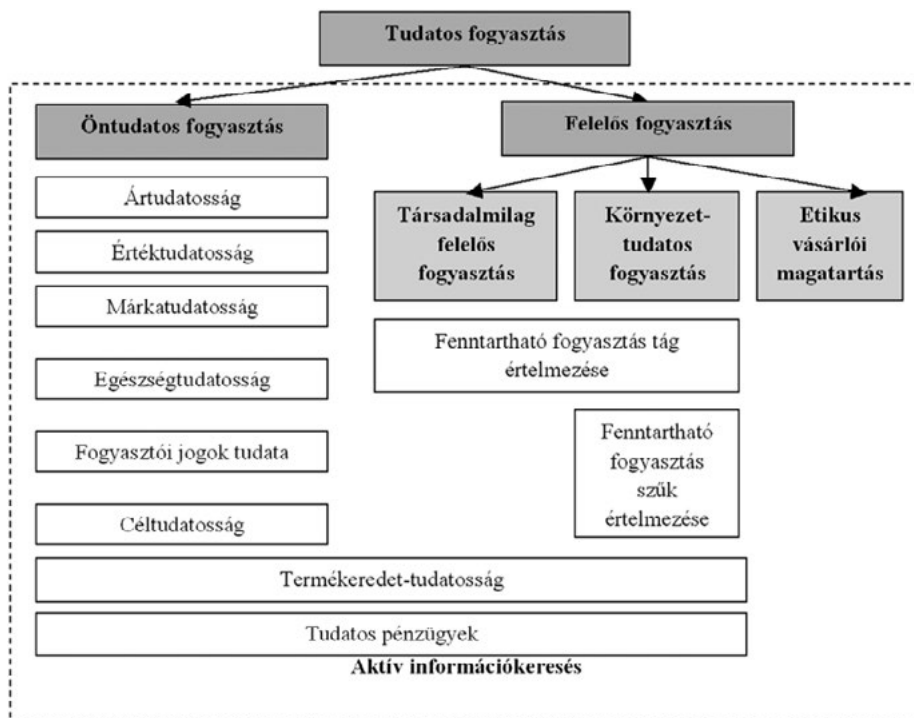 Tudatos fogyasztás
Öntudatos fogyasztás
Felelős fogyasztás
Ártudatosság
Értéktudatosság
Márkatudatosság
Egészségtudatosság
Fogyasztói jogok tudata
Céltudatosság
Társadalmilag
felelős
fogyasztás
Környezet-
tudatos
fogyasztás
Etikus
vásárlói
magatartás
Fenntartható fogyasztás tág
értelmezése
Fenntartható
fogyasztás
szűk
értelmezése
Termékeredet-tudatosság
Tudatos pénzügyek
Aktív információkeresés